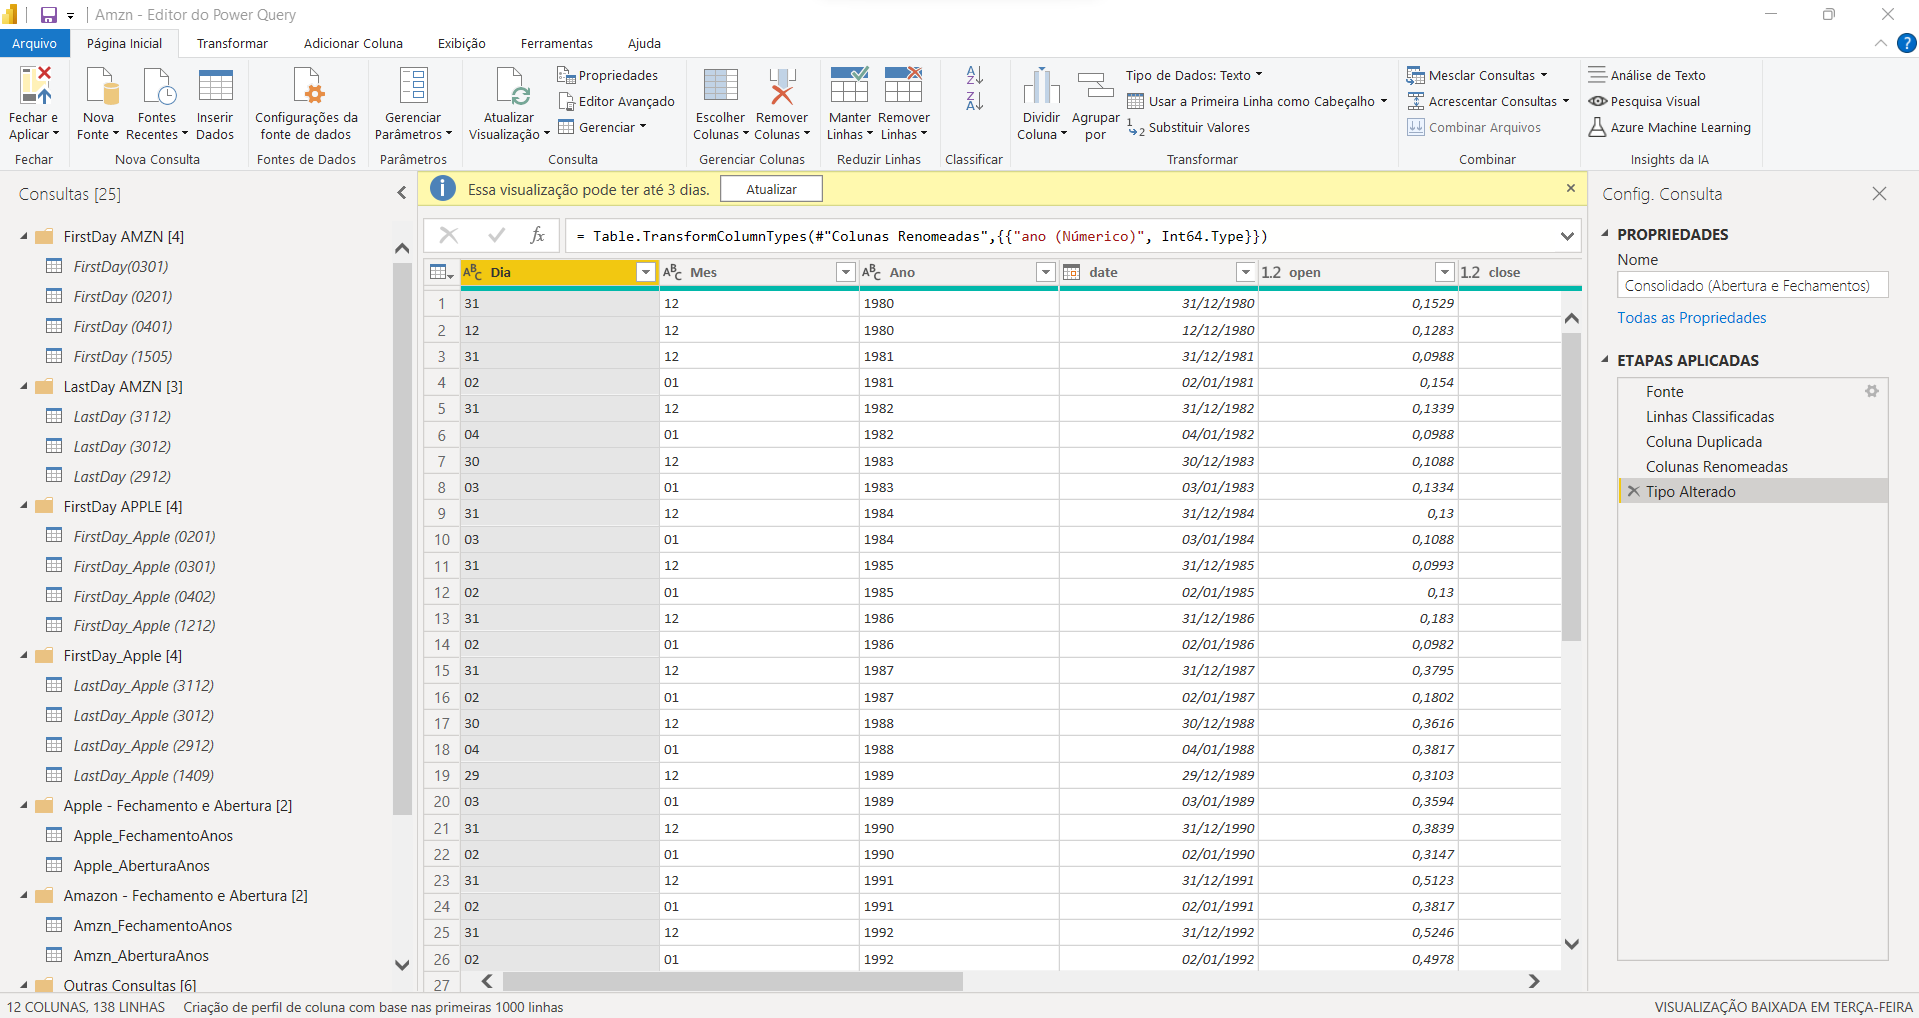 Amzn - Editor do Power Query
Arquivo
Página Inicial
Transformar
Adicionar Coluna
Exibição
Ferramentas
Ajuda
?
Fechar e
Aplicar
Fechar
Nova
Fonte
Fontes
Recentes
Inserir
Dados
Nova Consulta
Configurações da
fonte de dados
Fontes de Dados
Gerenciar
Parâmetros
Parâmetros
Atualizar
Visualização
Propriedades
Editor Avançado
Gerenciar
Consulta
Escolher
Colunas
Remover
Colunas
Gerenciar Colunas
Manter
Linhas
Remover
Linhas
Reduzir Linhas
A
Z
Z
A
Classificar
Dividir
Coluna
Agrupar
por
Tipo de Dados: Texto
Usar a Primeira Linha como Cabeçalho
1
2 Substituir Valores
Transformar
Mesclar Consultas
Acrescentar Consultas
Combinar Arquivos
Combinar
Análise de Texto
Pesquisa Visual
Azure Machine Learning
Insights da IA
Consultas [25]
FirstDay AMZN [4]
FirstDay(0301)
FirstDay (0201)
FirstDay (0401)
FirstDay (1505)
LastDay AMZN [3]
LastDay (3112)
LastDay (3012)
LastDay (2912)
FirstDay APPLE [4]
FirstDay_Apple (0201)
FirstDay_Apple (0301)
FirstDay_Apple (0402)
FirstDay_Apple (1212)
FirstDay_Apple [4]
LastDay_Apple (3112)
LastDay_Apple (3012)
LastDay_Apple (2912)
LastDay_Apple (1409)
Apple - Fechamento e Abertura [2]
Apple_FechamentoAnos
Apple_AberturaAnos
Amazon - Fechamento e Abertura [2]
Amzn_FechamentoAnos
Amzn_AberturaAnos
Outras Consultas [6]
i Essa visualização pode ter até 3 dias. Atualizar
fx = Table.TransformColumnTypes(#"Colunas Renomeadas",{{"ano (Númerico)", Int64.Type}})
ABC Dia ABC Mes ABC Ano date 1.2 open 1.2 close
1 31 12 1980 31/12/1980 0,1529
2 12 12 1980 12/12/1980 0,1283
3 31 12 1981 31/12/1981 0,0988
4 02 01 1981 02/01/1981 0,154
5 31 12 1982 31/12/1982 0,1339
6 04 01 1982 04/01/1982 0,0988
7 30 12 1983 30/12/1983 0,1088
8 03 01 1983 03/01/1983 0,1334
9 31 12 1984 31/12/1984 0,13
10 03 01 1984 03/01/1984 0,1088
11 31 12 1985 31/12/1985 0,0993
12 02 01 1985 02/01/1985 0,13
13 31 12 1986 31/12/1986 0,183
14 02 01 1986 02/01/1986 0,0982
15 31 12 1987 31/12/1987 0,3795
16 02 01 1987 02/01/1987 0,1802
17 30 12 1988 30/12/1988 0,3616
18 04 01 1988 04/01/1988 0,3817
19 29 12 1989 29/12/1989 0,3103
20 03 01 1989 03/01/1989 0,3594
21 31 12 1990 31/12/1990 0,3839
22 02 01 1990 02/01/1990 0,3147
23 31 12 1991 31/12/1991 0,5123
24 02 01 1991 02/01/1991 0,3817
25 31 12 1992 31/12/1992 0,5246
26 02 01 1992 02/01/1992 0,4978
27
Config. Consulta
PROPRIEDADES
Nome
Consolidado (Abertura e Fechamentos)
Todas as Propriedades
ETAPAS APLICADAS
Fonte
Linhas Classificadas
Coluna Duplicada
Colunas Renomeadas
Tipo Alterado
12 COLUNAS, 138 LINHAS Criação de perfil de coluna com base nas primeiras 1000 linhas
VISUALIZAÇÃO BAIXADA EM TERÇA-FEIRA